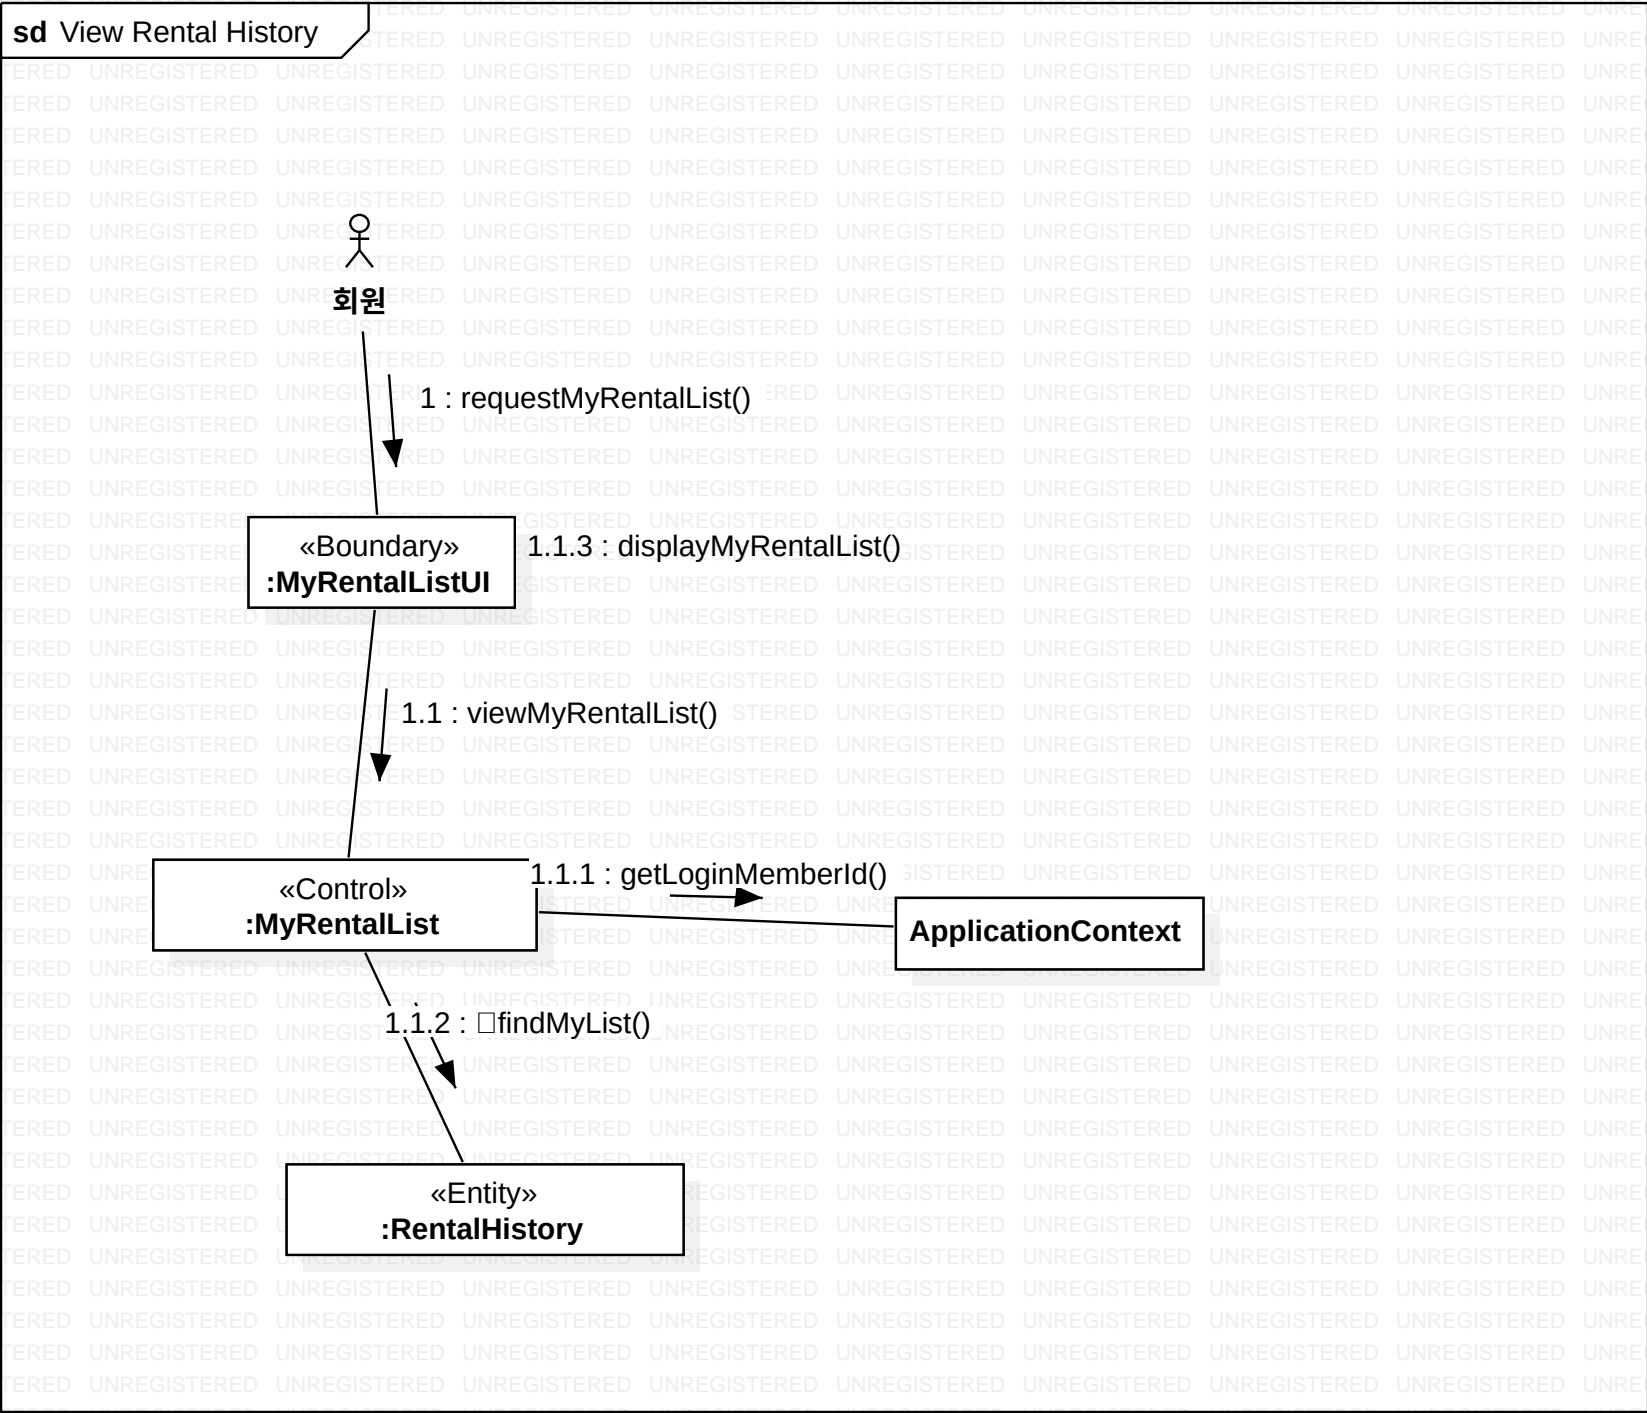 sd View Rental History
회원
1 : requestMyRentalList()
«Boundary»
:MyRentalListUI
1.1.3 : displayMyRentalList()
1.1 : viewMyRentalList()
«Control»
:MyRentalList
1.1.1 : getLoginMemberId()
ApplicationContext
1.1.2 : findMyList()
«Entity»
:RentalHistory
UNREGISTERED